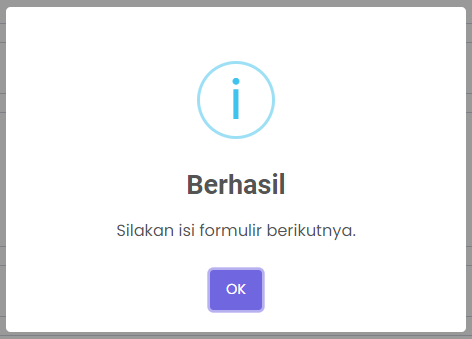 Berhasil
Silakan isi formulir berikutnya.
OK